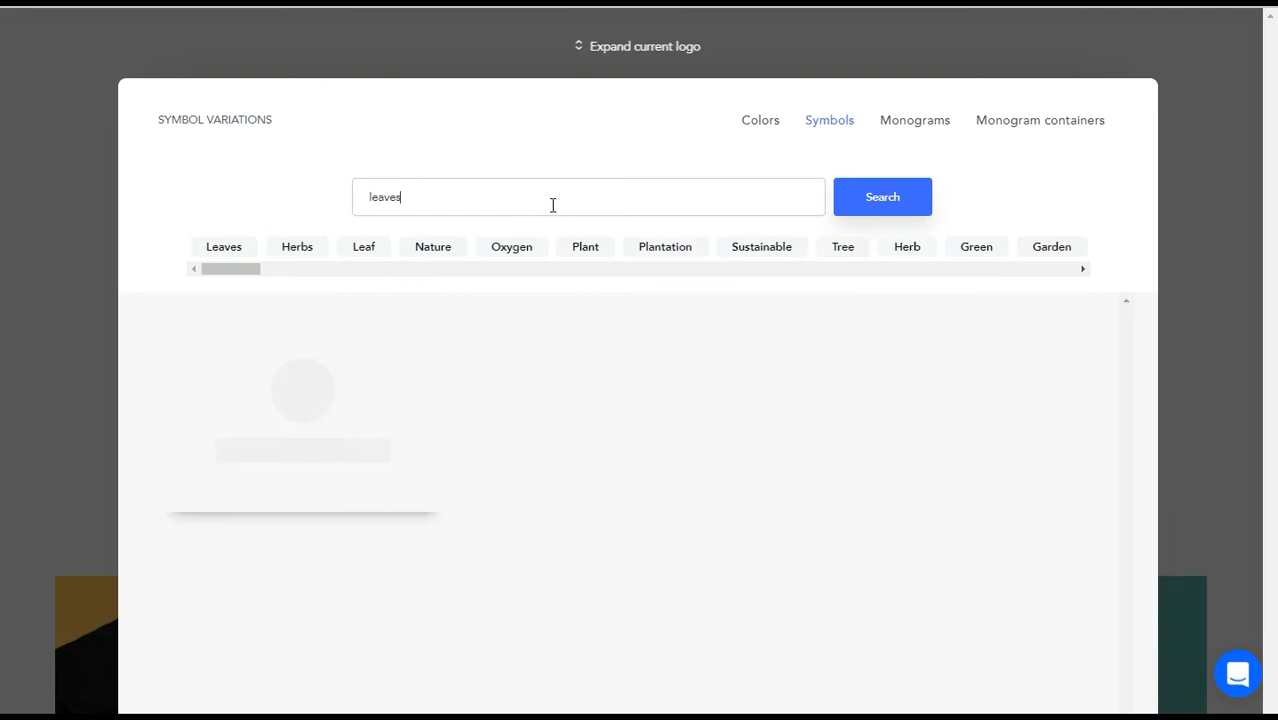 Expand current logo
SYMBOL VARIATIONS
Colors Symbols Monograms Monogram containers
leaves
Search
Leaves Herbs Leaf Nature Oxygen Plant Plantation Sustainable Tree Herb Green Garden